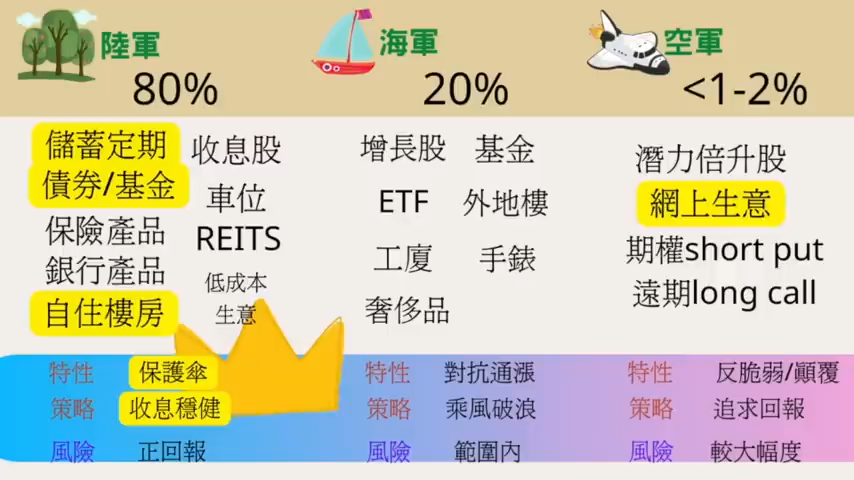 陸軍
80%
海軍
20%
空軍
<1-2%
儲蓄定期
債券/基金
保險產品
銀行產品
自住樓房
收息股
車位
REITS
低成本
生意
增長股
ETF
工廈
奢侈品
基金
外地樓
手錶
潛力倍升股
網上生意
期權short put
遠期long call
特性 保護傘
策略 收息穩健
風險 正回報
特性 對抗通漲
策略 乘風破浪
風險 範圍內
特性 反脆弱/顛覆
策略 追求回報
風險 較大幅度